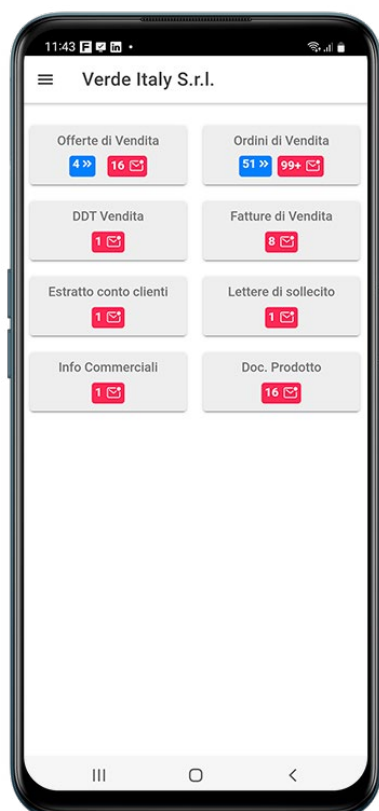 11:43
Verde Italy S.r.l.
Offerte di Vendita
4 »
16
Ordini di Vendita
51 »
99+
DDT Vendita
1
Fatture di Vendita
8
Estratto conto clienti
1
Lettere di sollecito
1
Info Commerciali
1
Doc. Prodotto
16